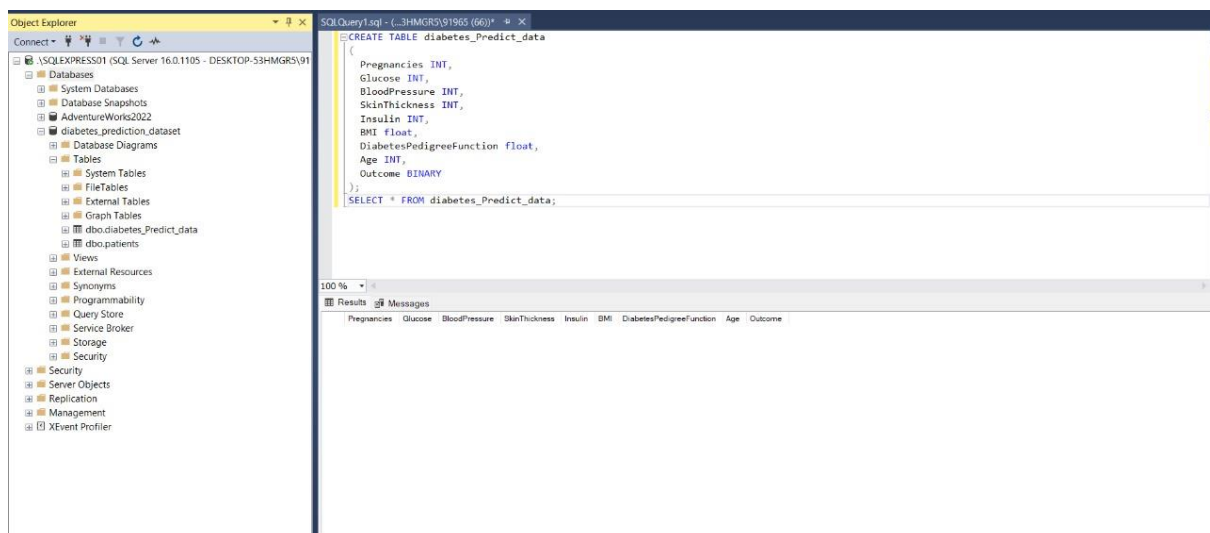 Object Explorer
Connect
.\SQLEXPRESS01 (SQL Server 16.0.1105 - DESKTOP-53HMGR5\91
Databases
System Databases
Database Snapshots
AdventureWorks2022
diabetes_prediction_dataset
Database Diagrams
Tables
System Tables
FileTables
External Tables
Graph Tables
dbo.diabetes_Predict_data
dbo.patients
Views
External Resources
Synonyms
Programmability
Query Store
Service Broker
Storage
Security
Security
Server Objects
Replication
Management
XEvent Profiler
SQLQuery1.sql - (...3HMGR5\91965 (66))*
CREATE TABLE diabetes_Predict_data
(
Pregnancies INT,
Glucose INT,
BloodPressure INT,
SkinThickness INT,
Insulin INT,
BMI float,
DiabetesPedigreeFunction float,
Age INT,
Outcome BINARY
);
SELECT * FROM diabetes_Predict_data;
100 %
Results Messages
Pregnancies Glucose BloodPressure SkinThickness Insulin BMI DiabetesPedigreeFunction Age Outcome